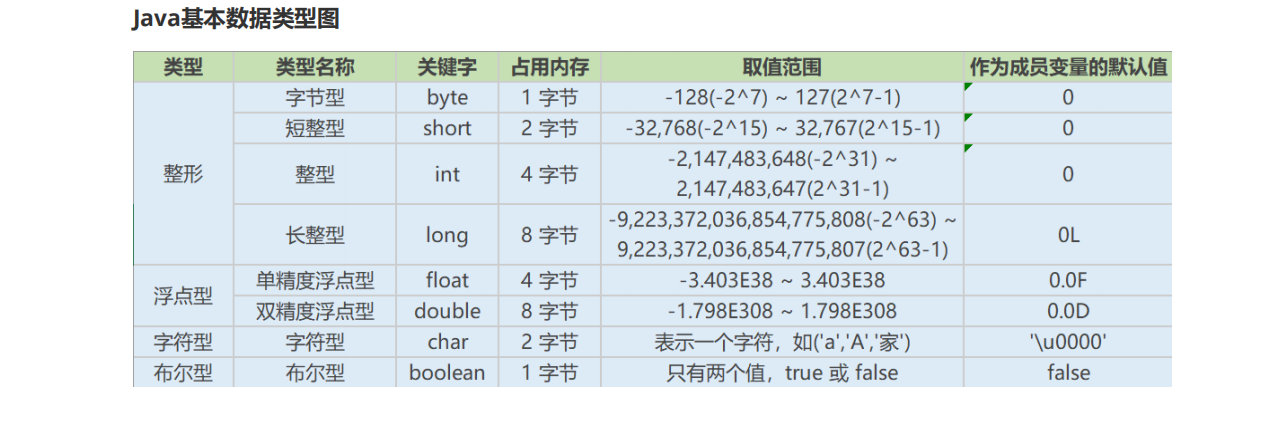 Java基本数据类型图
类型 类型名称 关键字 占用内存 取值范围 作为成员变量的默认值
整形 字节型 byte 1 字节 -128(-2^7) ~ 127(2^7-1) 0
短整型 short 2 字节 -32,768(-2^15) ~ 32,767(2^15-1) 0
整型 int 4 字节 -2,147,483,648(-2^31) ~
2,147,483,647(2^31-1) 0
长整型 long 8 字节 -9,223,372,036,854,775,808(-2^63) ~
9,223,372,036,854,775,807(2^63-1) 0L
浮点型 单精度浮点型 float 4 字节 -3.403E38 ~ 3.403E38 0.0F
双精度浮点型 double 8 字节 -1.798E308 ~ 1.798E308 0.0D
字符型 字符型 char 2 字节 表示一个字符，如('a','A','家') '\u0000'
布尔型 布尔型 boolean 1 字节 只有两个值，true 或 false false